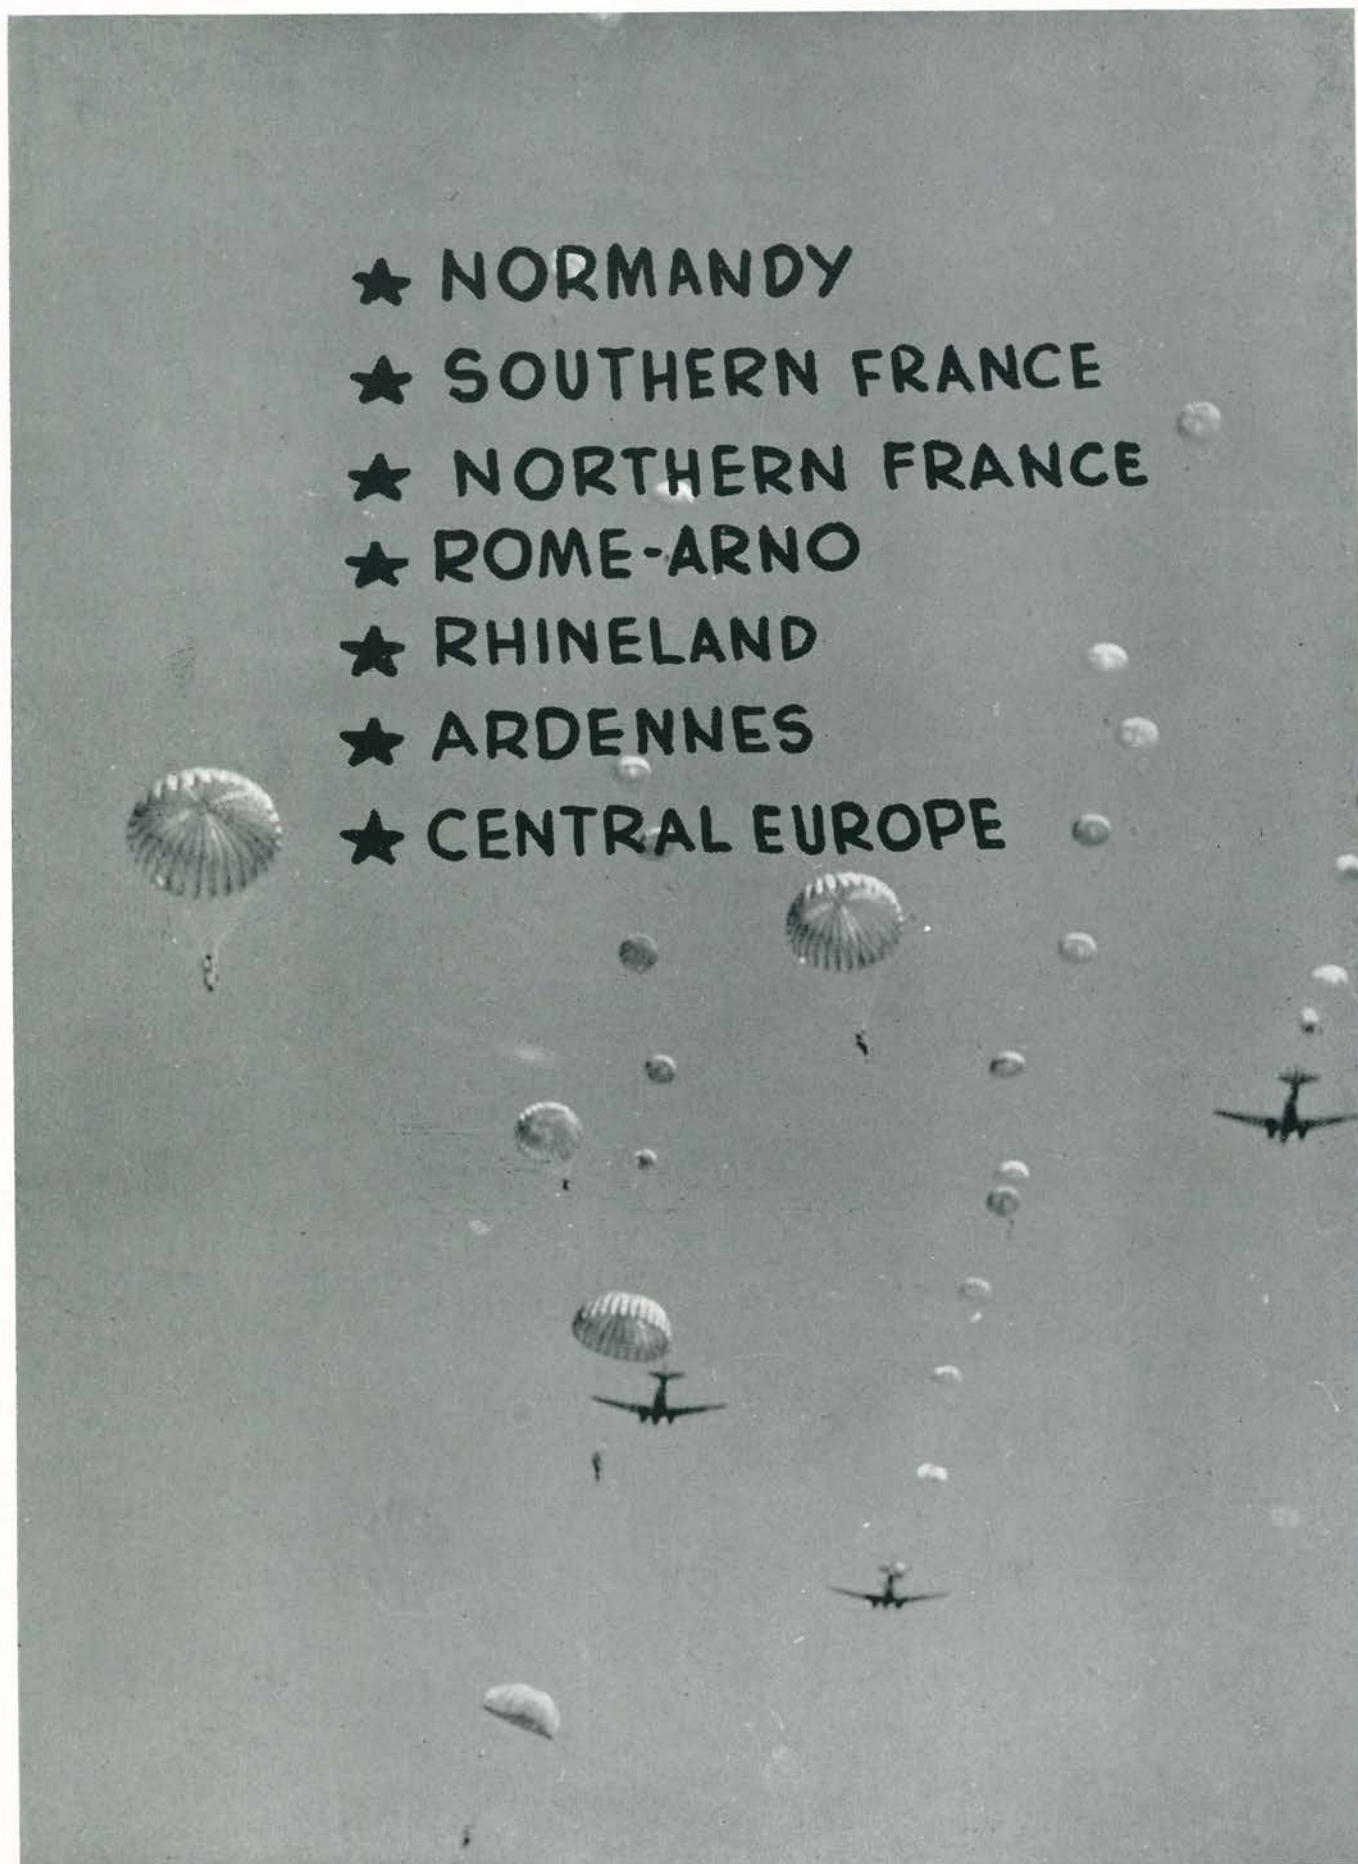 ★ NORMANDY
★ SOUTHERN FRANCE
★ NORTHERN FRANCE
★ ROME-ARNO
★ RHINELAND
★ ARDENNES
★ CENTRAL EUROPE